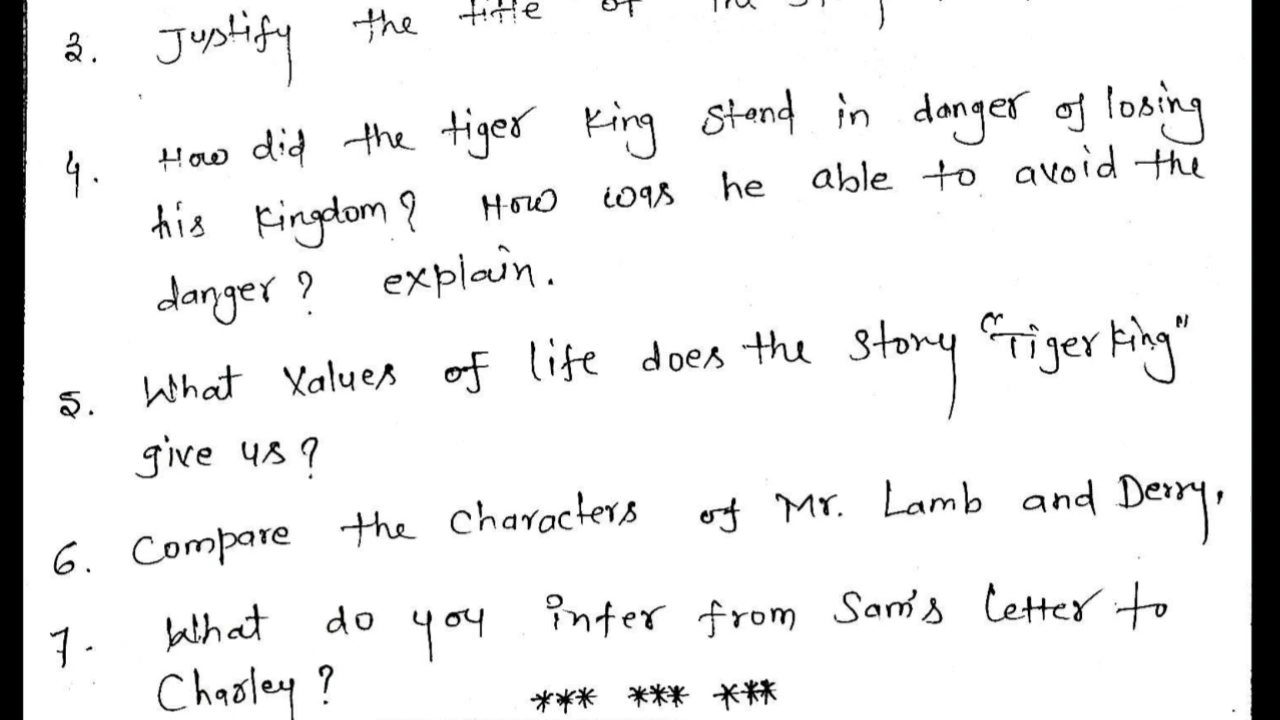 3. Justify the title of the
4. How did the tiger king stand in danger of losing
his kingdom? How was he able to avoid the
danger? explain.
5. What Values of life does the story "Tiger king"
give us?
6. Compare the Characters of Mr. Lamb and Derry.
7. What do you infer from Sam's Letter to
Charley?
*** *** ***